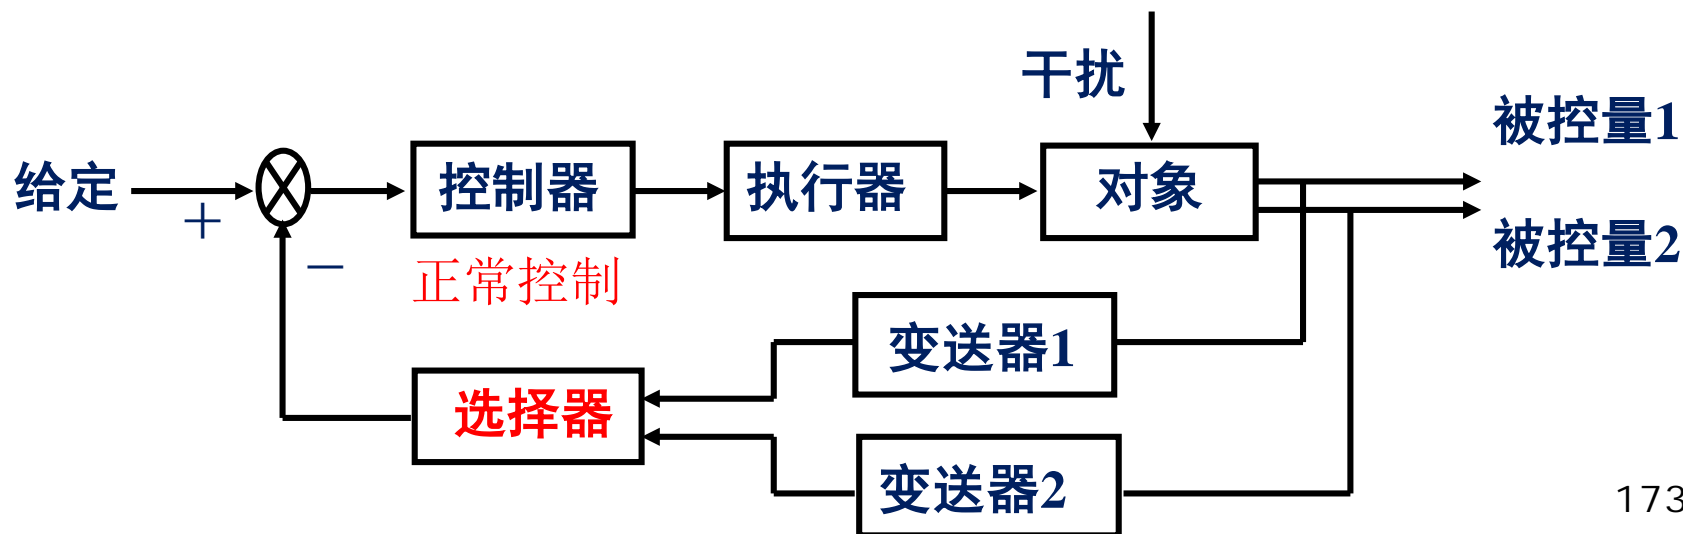 干扰
被控量1
给定
+
控制器
执行器
对象
被控量2
−
正常控制
变送器1
选择器
变送器2
173